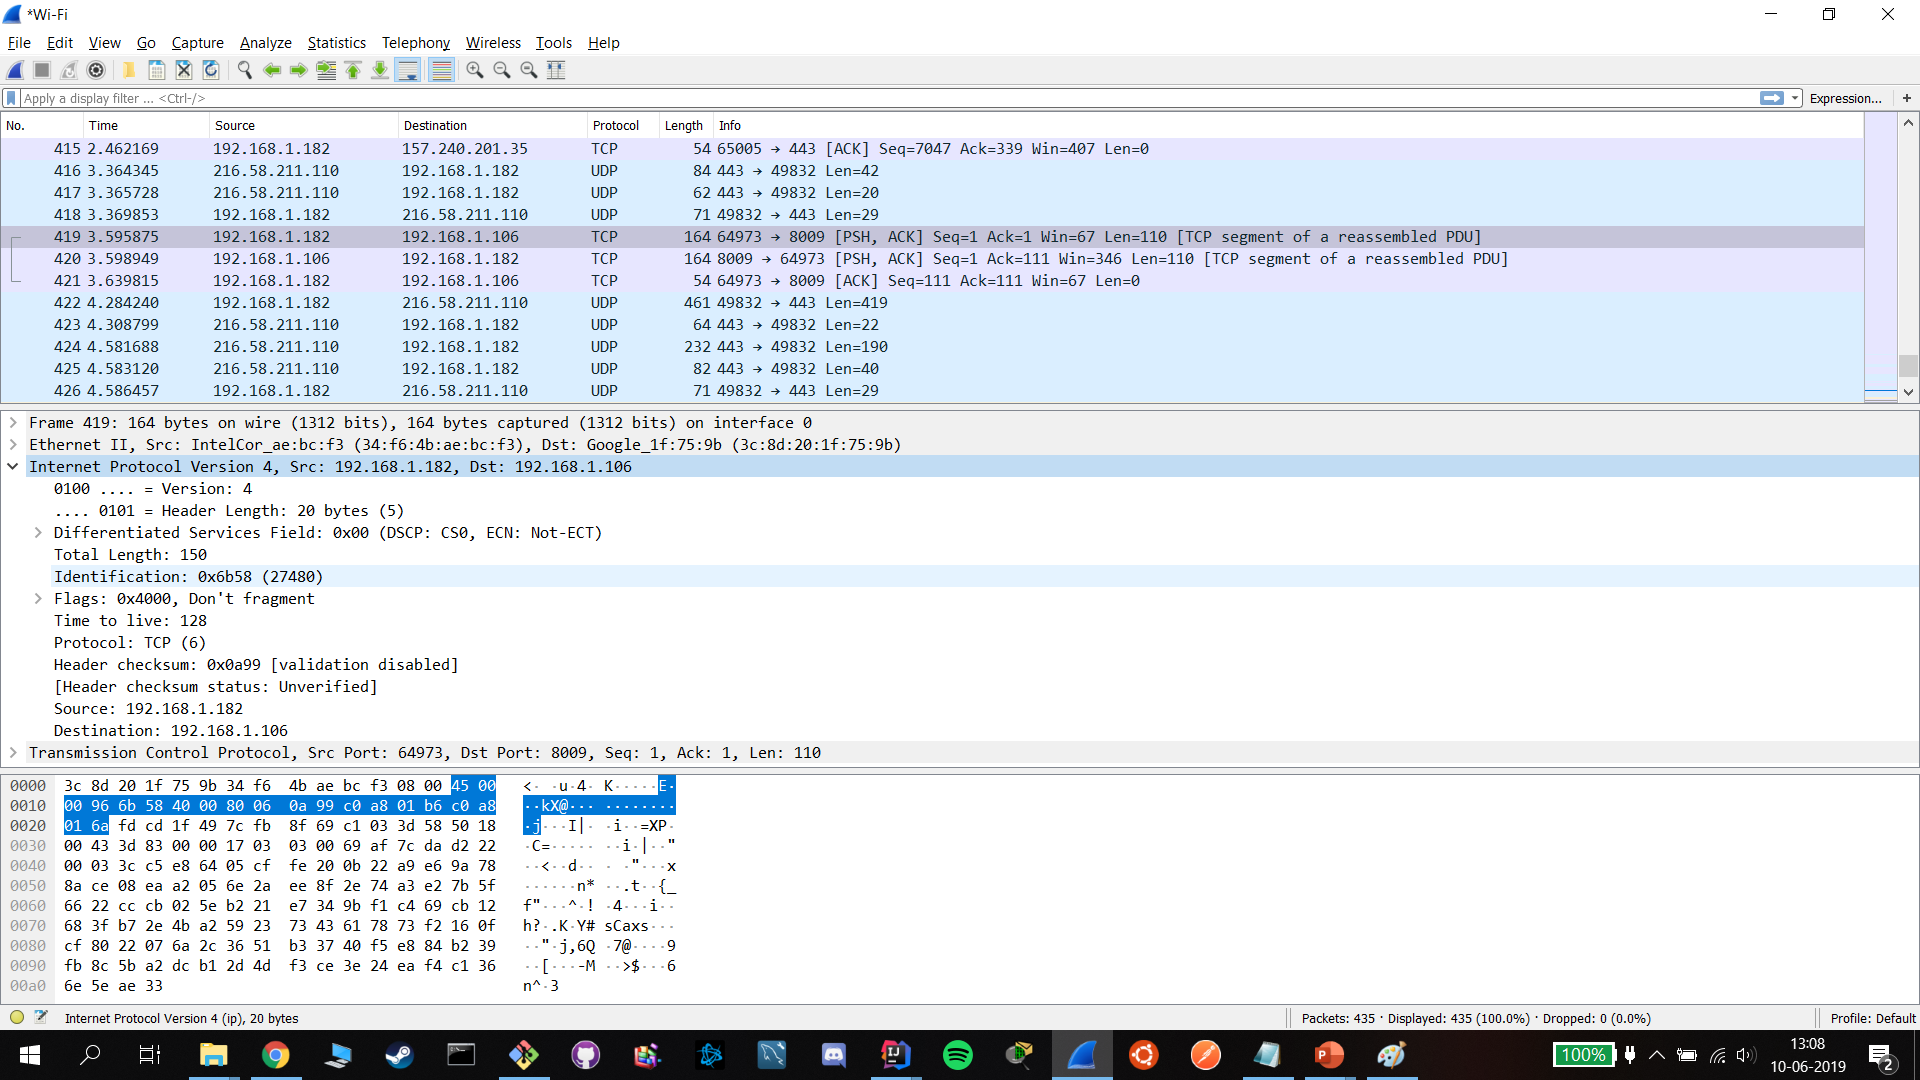 *Wi-Fi
File Edit View Go Capture Analyze Statistics Telephony Wireless Tools Help
Apply a display filter ... <Ctrl-/> Expression... +
No. Time Source Destination Protocol Length Info
415 2.462169 192.168.1.182 157.240.201.35 TCP 54 65005 → 443 [ACK] Seq=7047 Ack=339 Win=407 Len=0
416 3.364345 216.58.211.110 192.168.1.182 UDP 84 443 → 49832 Len=42
417 3.365728 216.58.211.110 192.168.1.182 UDP 62 443 → 49832 Len=20
418 3.369853 192.168.1.182 216.58.211.110 UDP 71 49832 → 443 Len=29
419 3.595875 192.168.1.182 192.168.1.106 TCP 164 64973 → 8009 [PSH, ACK] Seq=1 Ack=1 Win=67 Len=110 [TCP segment of a reassembled PDU]
420 3.598949 192.168.1.106 192.168.1.182 TCP 164 8009 → 64973 [PSH, ACK] Seq=1 Ack=111 Win=346 Len=110 [TCP segment of a reassembled PDU]
421 3.639815 192.168.1.182 192.168.1.106 TCP 54 64973 → 8009 [ACK] Seq=111 Ack=111 Win=67 Len=0
422 4.284240 192.168.1.182 216.58.211.110 UDP 461 49832 → 443 Len=419
423 4.308799 216.58.211.110 192.168.1.182 UDP 64 443 → 49832 Len=22
424 4.581688 216.58.211.110 192.168.1.182 UDP 232 443 → 49832 Len=190
425 4.583120 216.58.211.110 192.168.1.182 UDP 82 443 → 49832 Len=40
426 4.586457 192.168.1.182 216.58.211.110 UDP 71 49832 → 443 Len=29
Frame 419: 164 bytes on wire (1312 bits), 164 bytes captured (1312 bits) on interface 0
Ethernet II, Src: IntelCor_ae:bc:f3 (34:f6:4b:ae:bc:f3), Dst: Google_1f:75:9b (3c:8d:20:1f:75:9b)
Internet Protocol Version 4, Src: 192.168.1.182, Dst: 192.168.1.106
0100 .... = Version: 4
.... 0101 = Header Length: 20 bytes (5)
Differentiated Services Field: 0x00 (DSCP: CS0, ECN: Not-ECT)
Total Length: 150
Identification: 0x6b58 (27480)
Flags: 0x4000, Don't fragment
Time to live: 128
Protocol: TCP (6)
Header checksum: 0x0a99 [validation disabled]
[Header checksum status: Unverified]
Source: 192.168.1.182
Destination: 192.168.1.106
Transmission Control Protocol, Src Port: 64973, Dst Port: 8009, Seq: 1, Ack: 1, Len: 110
0000 3c 8d 20 1f 75 9b 34 f6 4b ae bc f3 08 00 45 00 <· ·u·4· K·····E·
0010 00 96 6b 58 40 00 80 06 0a 99 c0 a8 01 b6 c0 a8 ··kX@··· ········
0020 01 6a fd cd 1f 49 7c fb 8f 69 c1 03 3d 58 50 18 ·j···I|· ·i··=XP·
0030 00 43 3d 83 00 00 17 03 03 00 69 af 7c da d2 22 ·C=····· ··i·|··"
0040 00 03 3c c5 e8 64 05 cf fe 20 0b 22 a9 e6 9a 78 ··<··d·· · ·"···x
0050 8a ce 08 ea a2 05 6e 2a ee 8f 2e 74 a3 e2 7b 5f ······n* ··.t··{_
0060 66 22 cc cb 02 5e b2 21 e7 34 9b f1 c4 69 cb 12 f"···^·! ·4···i··
0070 68 3f b7 2e 4b a2 59 23 73 43 61 78 73 f2 16 0f h?·.K·Y# sCaxs···
0080 cf 80 22 07 6a 2c 36 51 b3 37 40 f5 e8 84 b2 39 ··"·j,6Q ·7@····9
0090 fb 8c 5b a2 dc b1 2d 4d f3 ce 3e 24 ea f4 c1 36 ··[···-M ··>$···6
00a0 6e 5e ae 33 n^·3
Internet Protocol Version 4 (ip), 20 bytes Packets: 435 · Displayed: 435 (100.0%) · Dropped: 0 (0.0%) Profile: Default
100% 13:08
10-06-2019 2